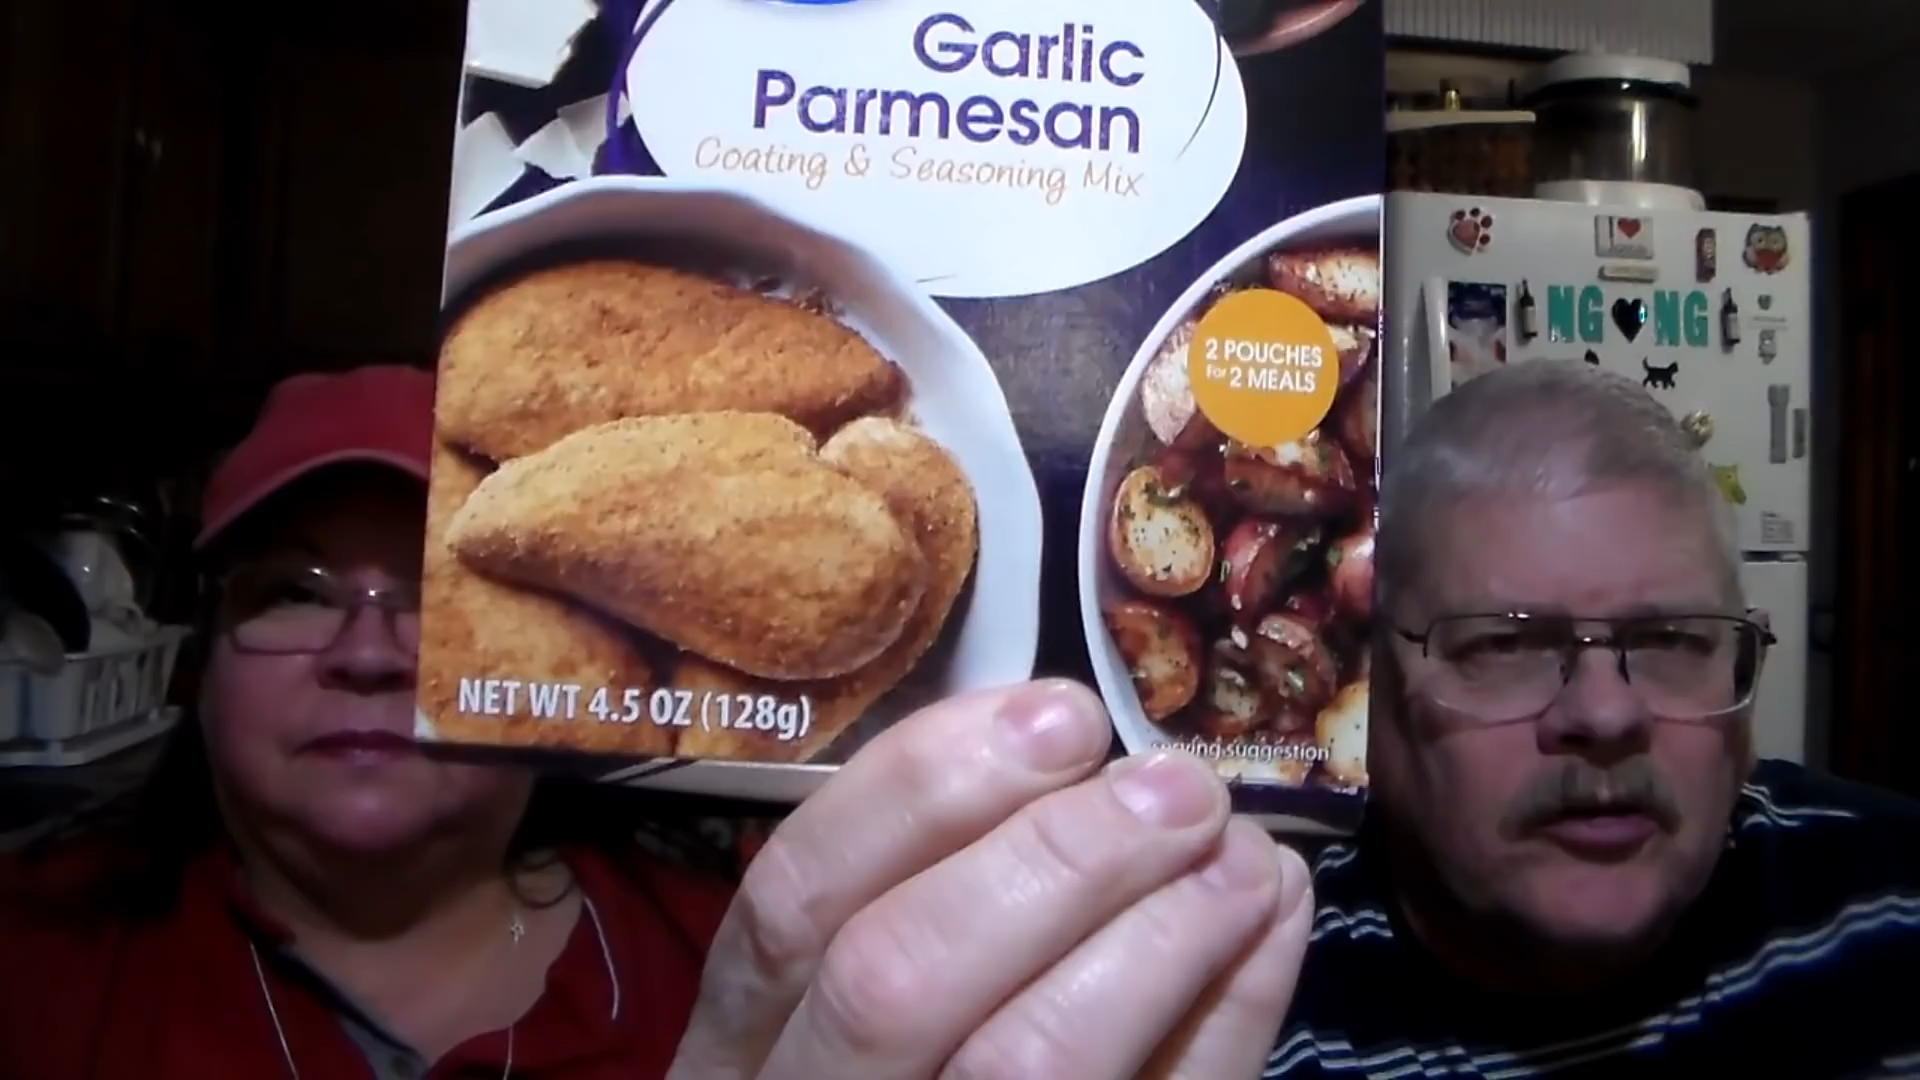 Garlic
Parmesan
Coating & Seasoning Mix
2 POUCHES
For 2 MEALS
NET WT 4.5 OZ (128g)
serving suggestion
NG NG